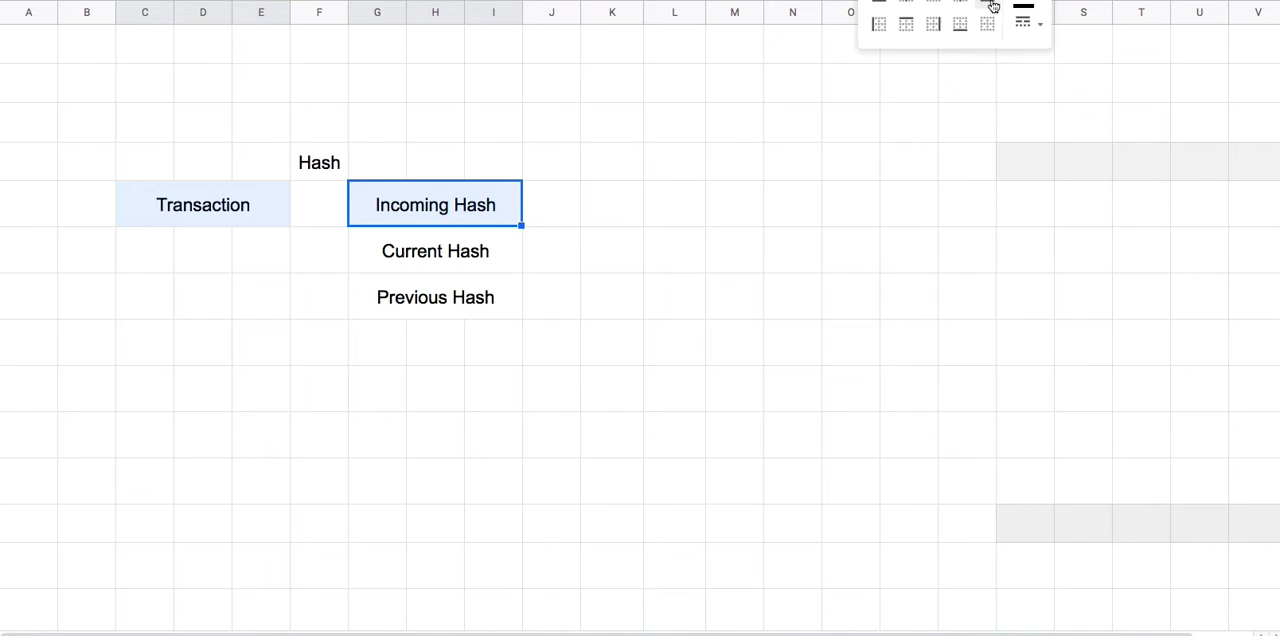 A B C D E F G H I J K L M N O S T U V
Hash
Transaction Incoming Hash
Current Hash
Previous Hash